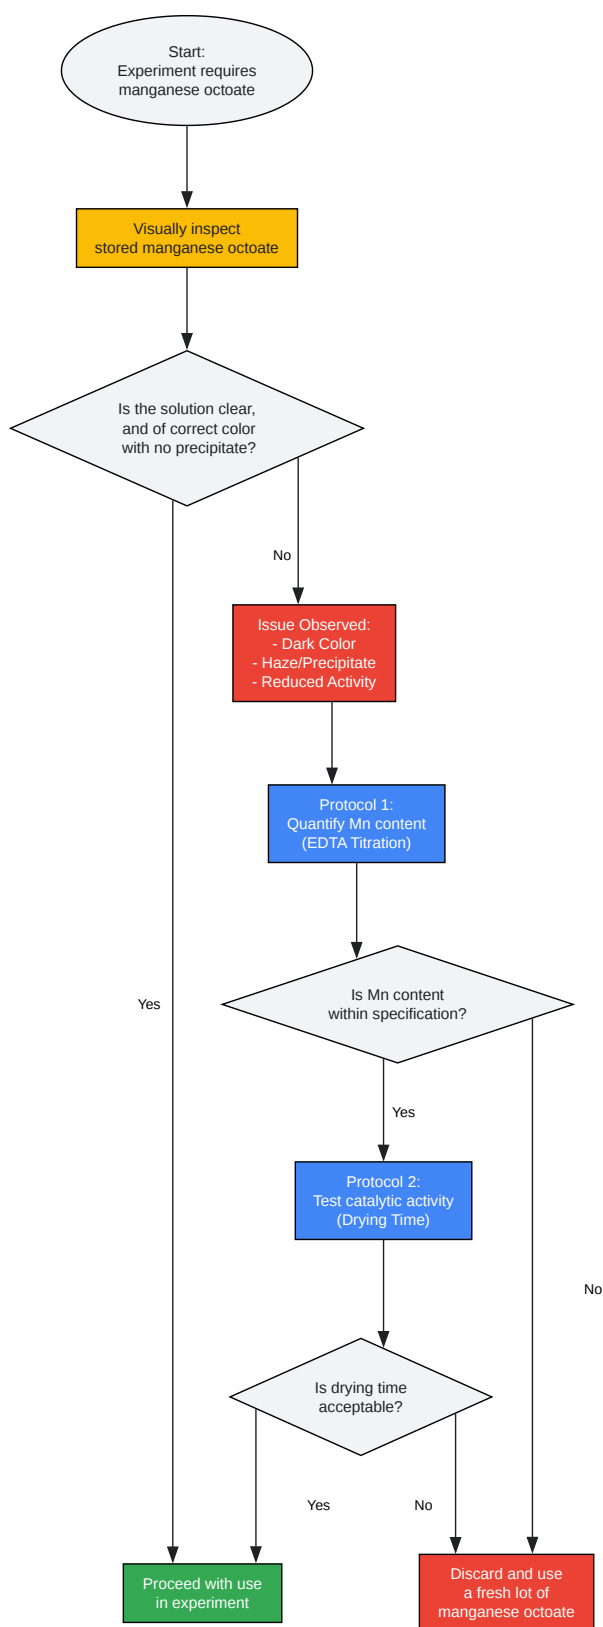 Start:
Experiment requires
manganese octoate
Visually inspect
stored manganese octoate
Is the solution clear,
and of correct color
with no precipitate?
No
Issue Observed:
- Dark Color
- Haze/Precipitate
- Reduced Activity
Protocol 1:
Quantify Mn content
(EDTA Titration)
Is Mn content
within specification?
Yes
Yes
Protocol 2:
Test catalytic activity
(Drying Time)
No
Is drying time
acceptable?
Yes
No
Proceed with use
in experiment
Discard and use
a fresh lot of
manganese octoate